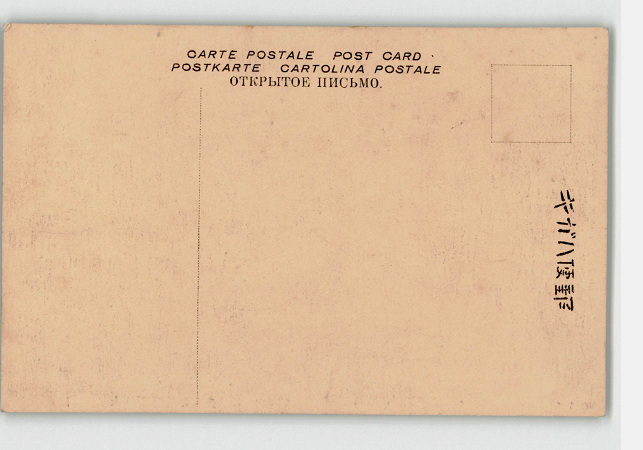 CARTE POSTALE POST CARD
POSTKARTE CARTOLINA POSTALE
ОТКРЫТОЕ ПИСЬМО.
郵便ハガキ